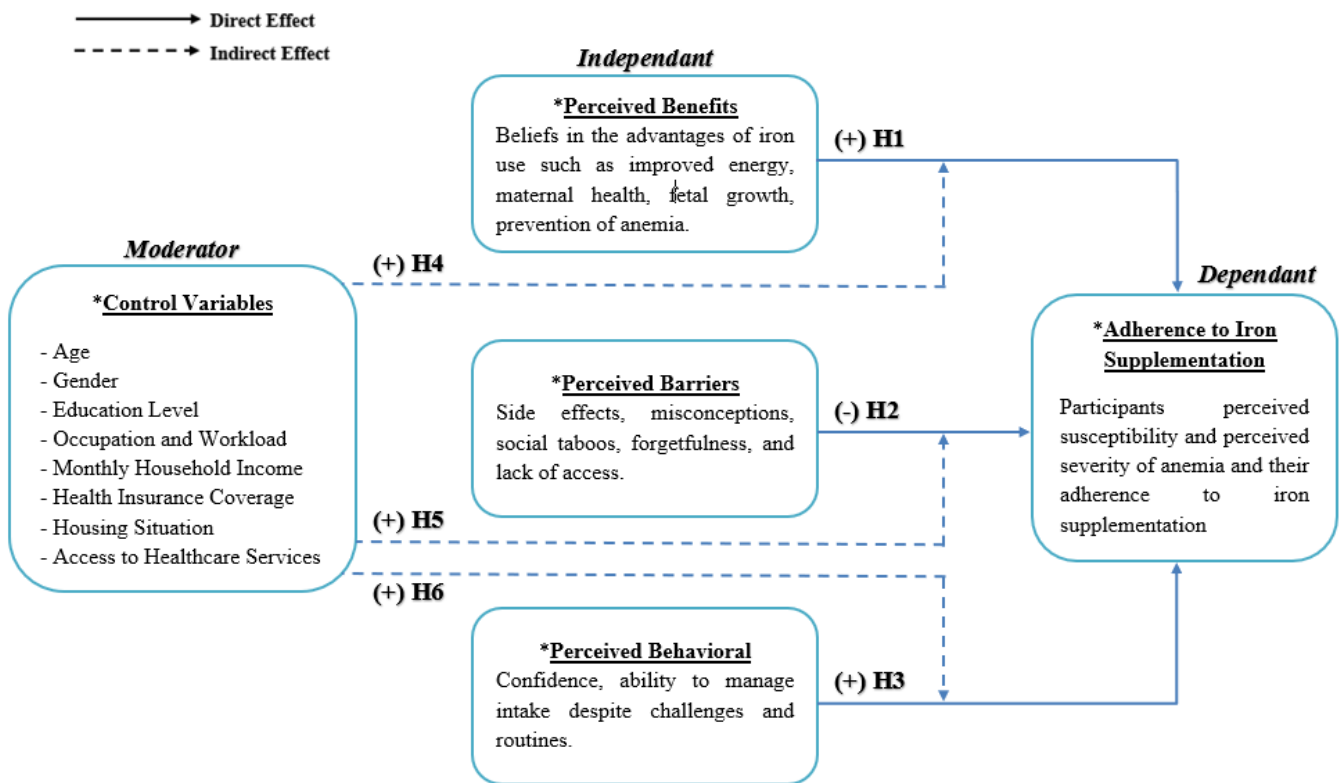 Direct Effect
Indirect Effect
Independant
*Perceived Benefits
Beliefs in the advantages of iron
use such as improved energy,
maternal health, fetal growth,
prevention of anemia.
(+) H1
Moderator
*Control Variables
- Age
- Gender
- Education Level
- Occupation and Workload
- Monthly Household Income
- Health Insurance Coverage
- Housing Situation
- Access to Healthcare Services
(+) H4
(+) H5
(+) H6
*Perceived Barriers
Side effects, misconceptions,
social taboos, forgetfulness, and
lack of access.
(-) H2
*Perceived Behavioral
Confidence, ability to manage
intake despite challenges and
routines.
(+) H3
Dependant
*Adherence to Iron
Supplementation
Participants perceived
susceptibility and perceived
severity of anemia and their
adherence to iron
supplementation